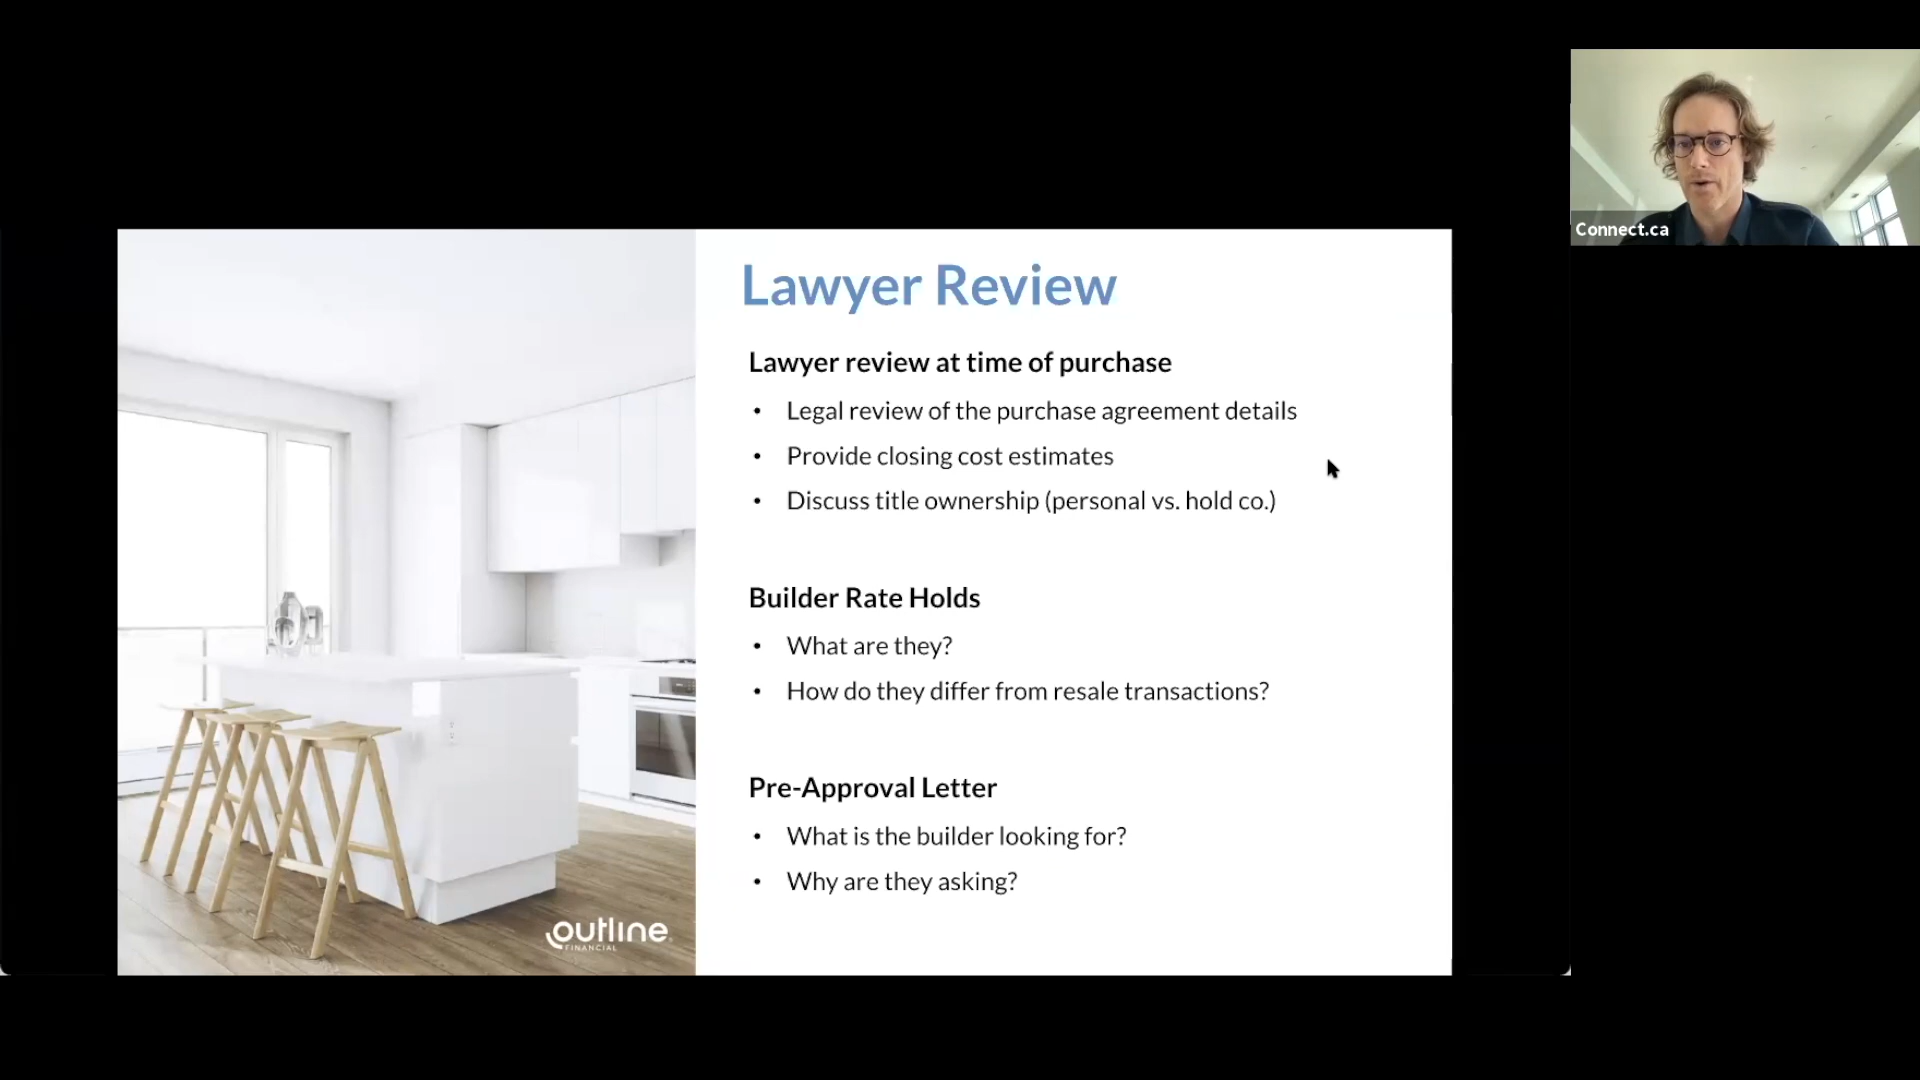 Connect.ca
Lawyer Review
Lawyer review at time of purchase
• Legal review of the purchase agreement details
• Provide closing cost estimates
• Discuss title ownership (personal vs. hold co.)
Builder Rate Holds
• What are they?
• How do they differ from resale transactions?
Pre-Approval Letter
• What is the builder looking for?
• Why are they asking?
outline
FINANCIAL